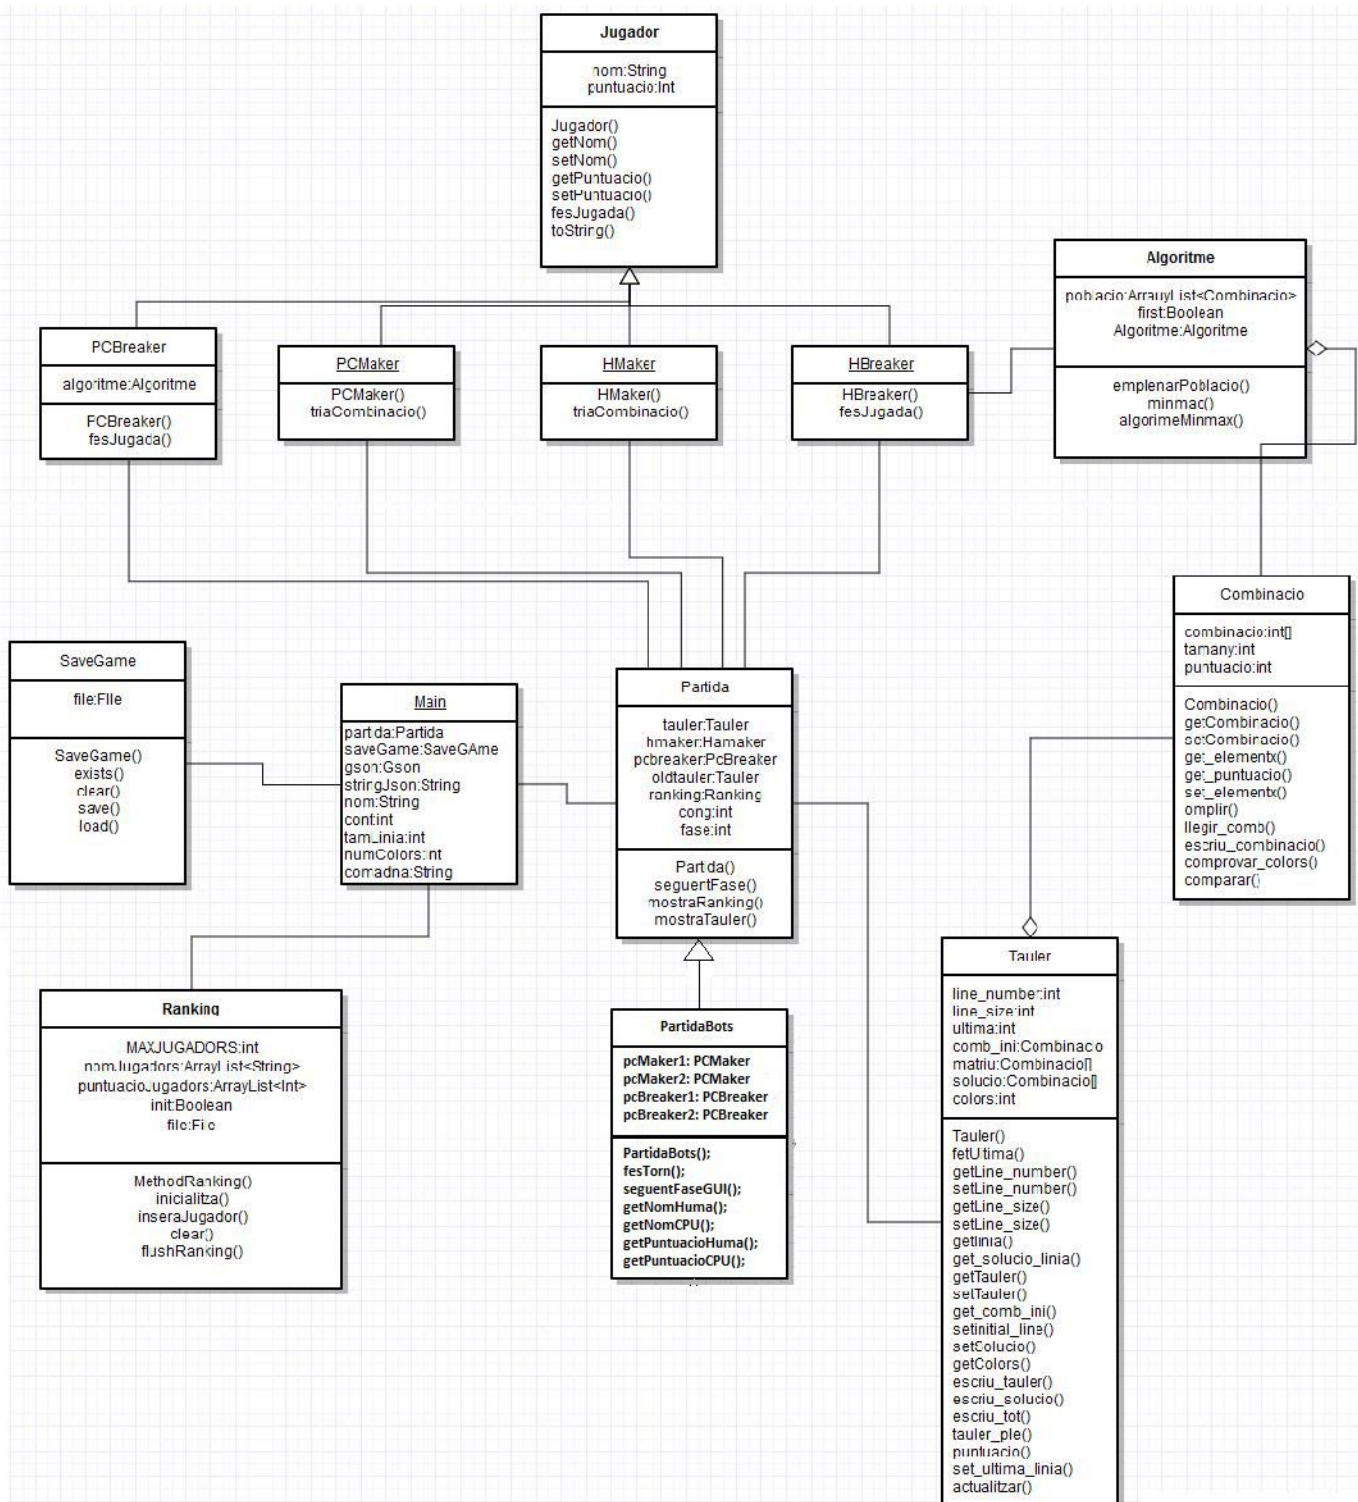 Jugador
nom:String
puntuacio:Int
Jugador()
getNom()
setNom()
getPuntuacio()
setPuntuacio()
fesJugada()
toString()
Algoritme
poblacio:ArrauyList<Combinacio>
first:Boolean
Algoritme:Algoritme
emplenarPoblacio()
minmac()
algorimeMinmax()
PCBreaker
algoritme:Algoritme
PCBreaker()
fesJugada()
PCMaker
PCMaker()
triaCombinacio()
HMaker
HMaker()
triaCombinacio()
HBreaker
HBreaker()
fesJugada()
Combinacio
combinacio:int[]
tamany:int
puntuacio:int
Combinacio()
getCombinacio()
setCombinacio()
get_elementx()
get_puntuacio()
set_elementx()
omplir()
llegir_comb()
escriu_combinacio()
comprovar_colors()
comparar()
SaveGame
file:FIle
SaveGame()
exists()
clear()
save()
load()
Main
partida:Partida
saveGame:SaveGAme
gson:Gson
stringJson:String
nom:String
cont:int
tamLinia:int
numColors:int
comadna:String
Partida
tauler:Tauler
hmaker:Hamaker
pcbreaker:PcBreaker
oldtauler:Tauler
ranking:Ranking
cong:int
fase:int
Partida()
seguertFase()
mostraRanking()
mostraTauler()
Ranking
MAXJUGADORS:int
nomJugadors:ArrayList<String>
puntuacioJugadors:ArrayList<Int>
init:Boolean
file:File
MethodRanking()
inicialitza()
inseraJugador()
clear()
flushRanking()
PartidaBots
pcMaker1: PCMaker
pcMaker2: PCMaker
pcBreaker1: PCBreaker
pcBreaker2: PCBreaker
PartidaBots();
fesTorn();
seguentFaseGUI();
getNomHuma();
getNomCPU();
getPuntuacioHuma();
getPuntuacioCPU();
Tauler
line_number:int
line_size:int
ultima:int
comb_ini:Combinacio
matriu:Combinacio[]
solucio:Combinacio[]
colors:int
Tauler()
fetUltima()
getLine_number()
setLine_number()
getLine_size()
setLine_size()
getlinia()
get_solucio_linia()
getTauler()
setTauler()
get_comb_ini()
setinitial_line()
setSolucio()
getColors()
escriu_tauler()
escriu_solucio()
escriu_tot()
tauler_ple()
puntuacio()
set_ultima_linia()
actualitzar()